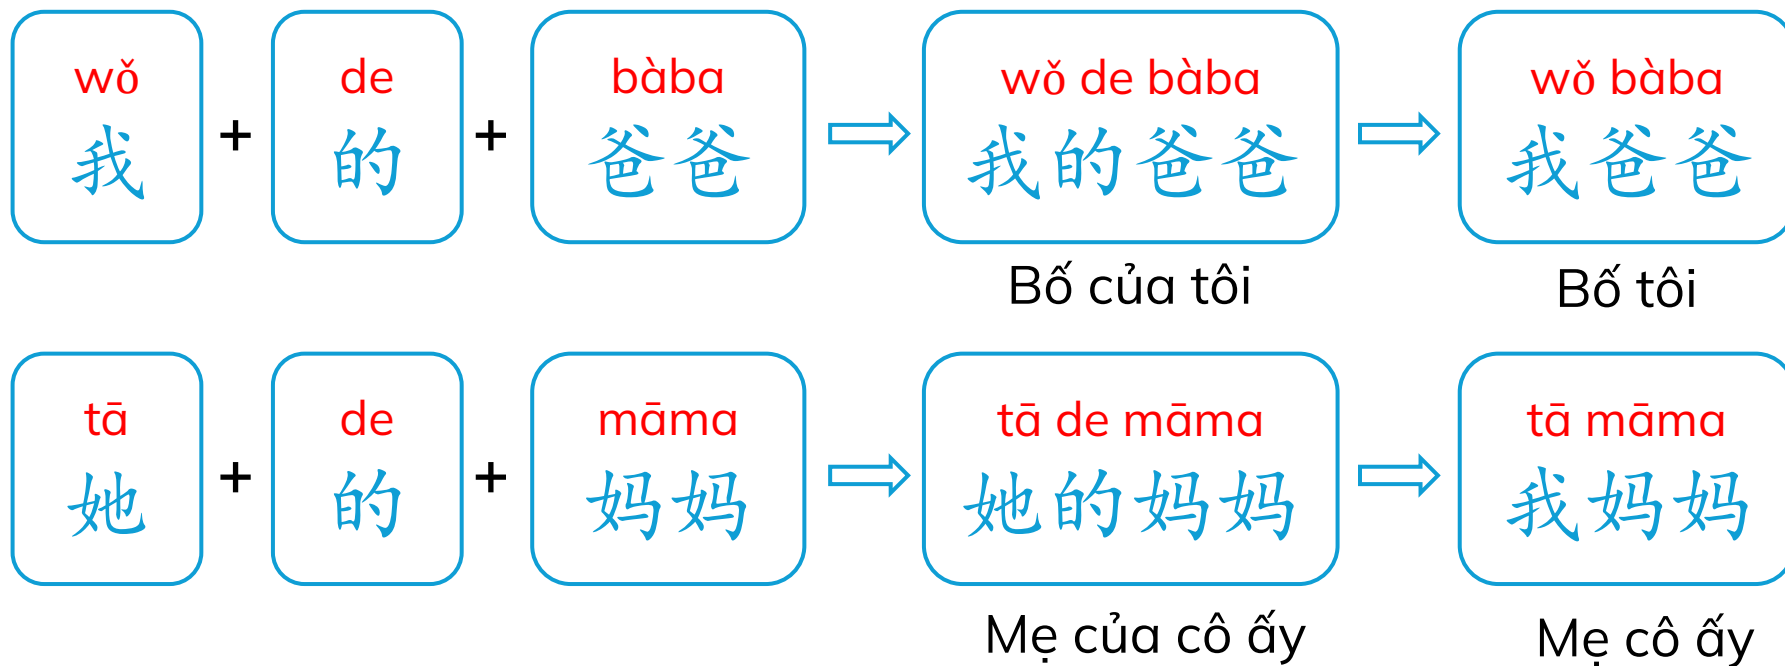 wǒ + de + bàba ⇨ wǒ de bàba ⇨ wǒ bàba
我 的 爸爸 我的爸爸 我爸爸
Bố của tôi Bố tôi
tā + de + māma ⇨ tā de māma ⇨ tā māma
她 的 妈妈 她的妈妈 我妈妈
Mẹ của cô ấy Mẹ cô ấy